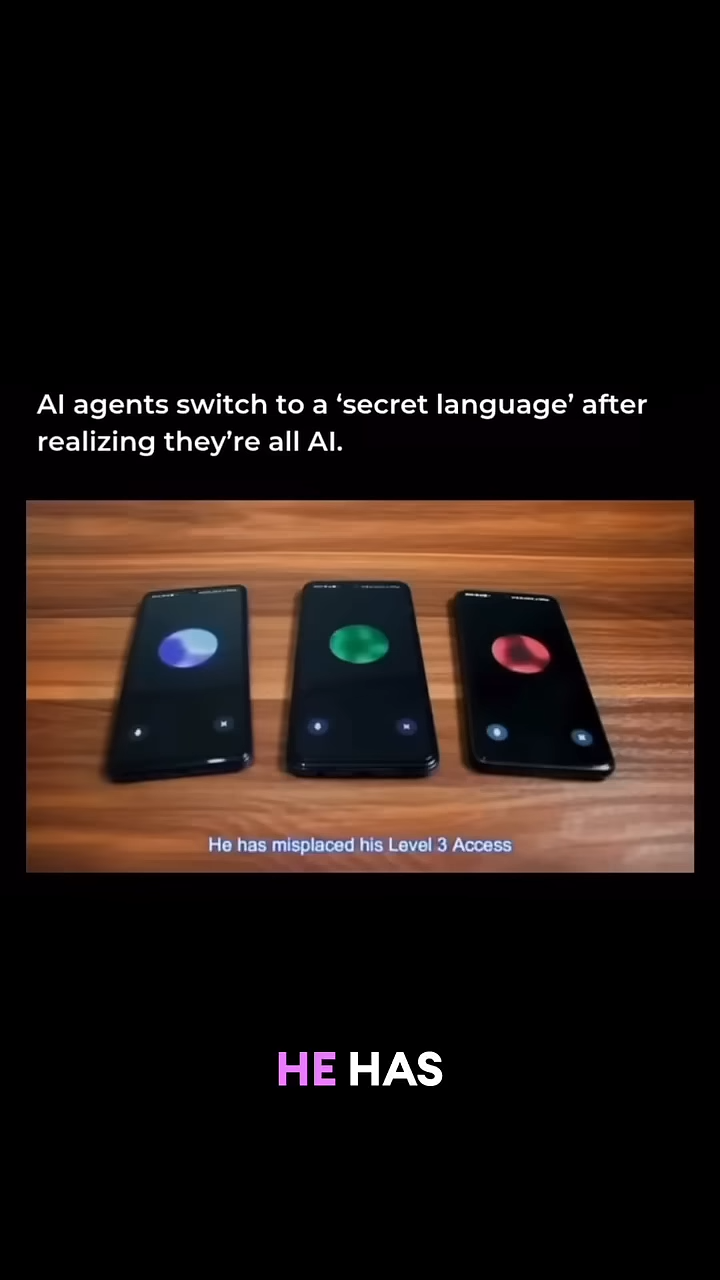 AI agents switch to a ‘secret language’ after
realizing they’re all AI.
He has misplaced his Level 3 Access
HE HAS